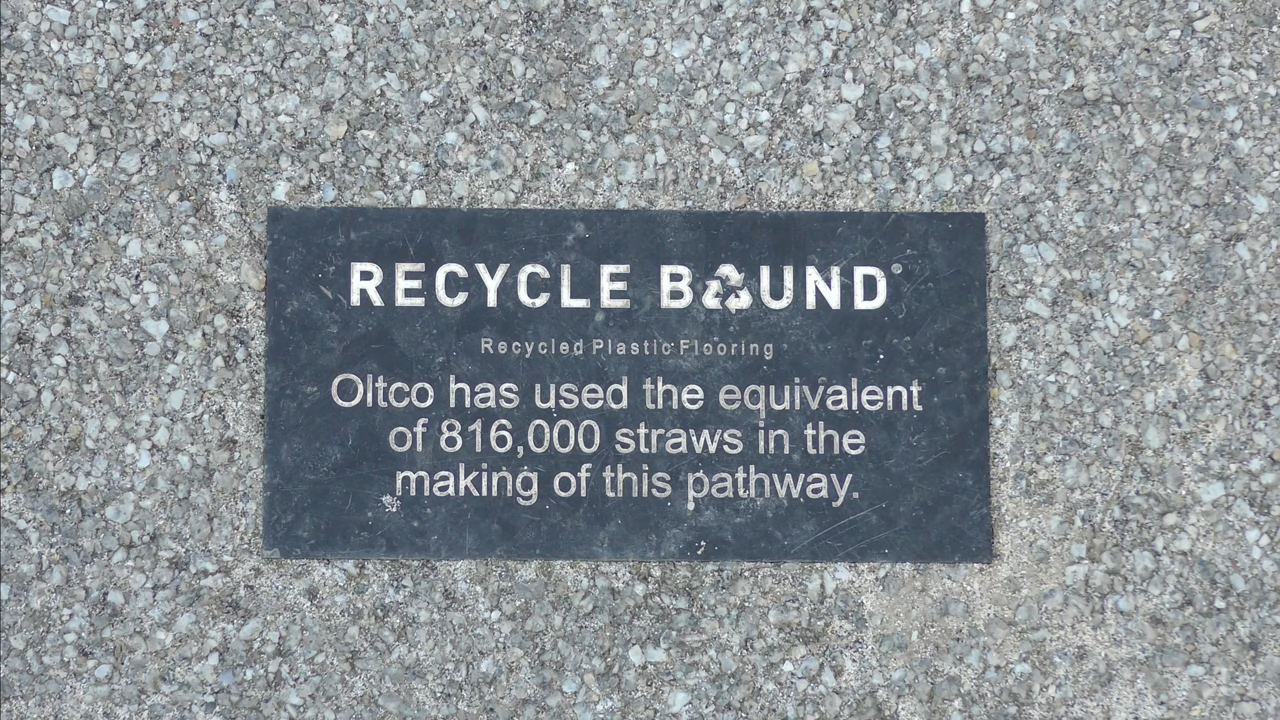 RECYCLE BOUND®
Recycled Plastic Flooring
Oltco has used the equivalent
of 816,000 straws in the
making of this pathway.